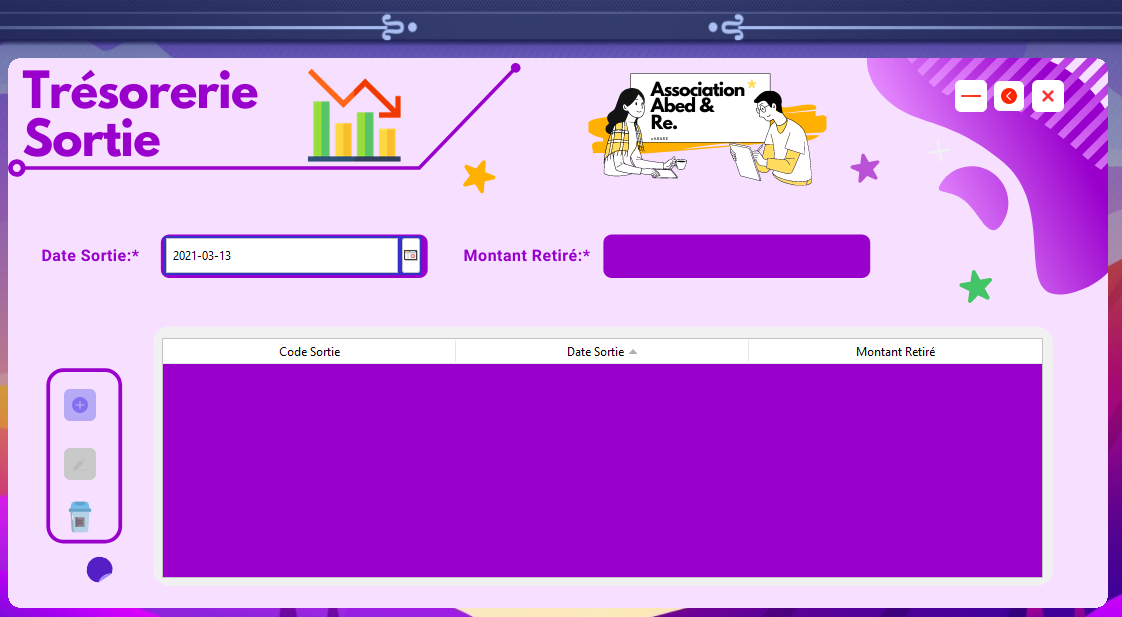 Trésorerie
Sortie
Association
Abed &
Re.
Date Sortie:*
2021-03-13
Montant Retiré:*
Code Sortie
Date Sortie
Montant Retiré